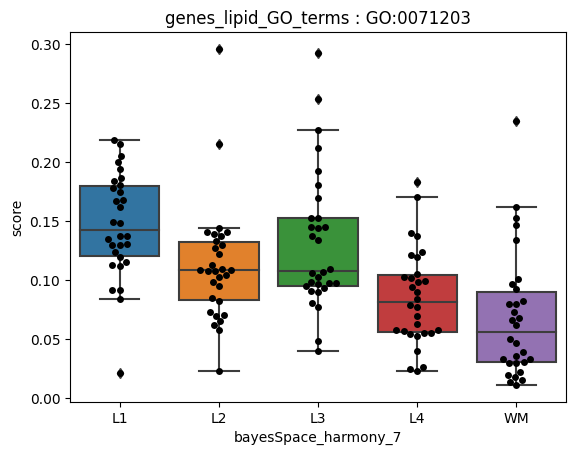 genes_lipid_GO_terms : GO:0071203
0.30
0.25
0.20
0.15
0.10
0.05
0.00
score
L1 L2 L3 L4 WM
bayesSpace_harmony_7